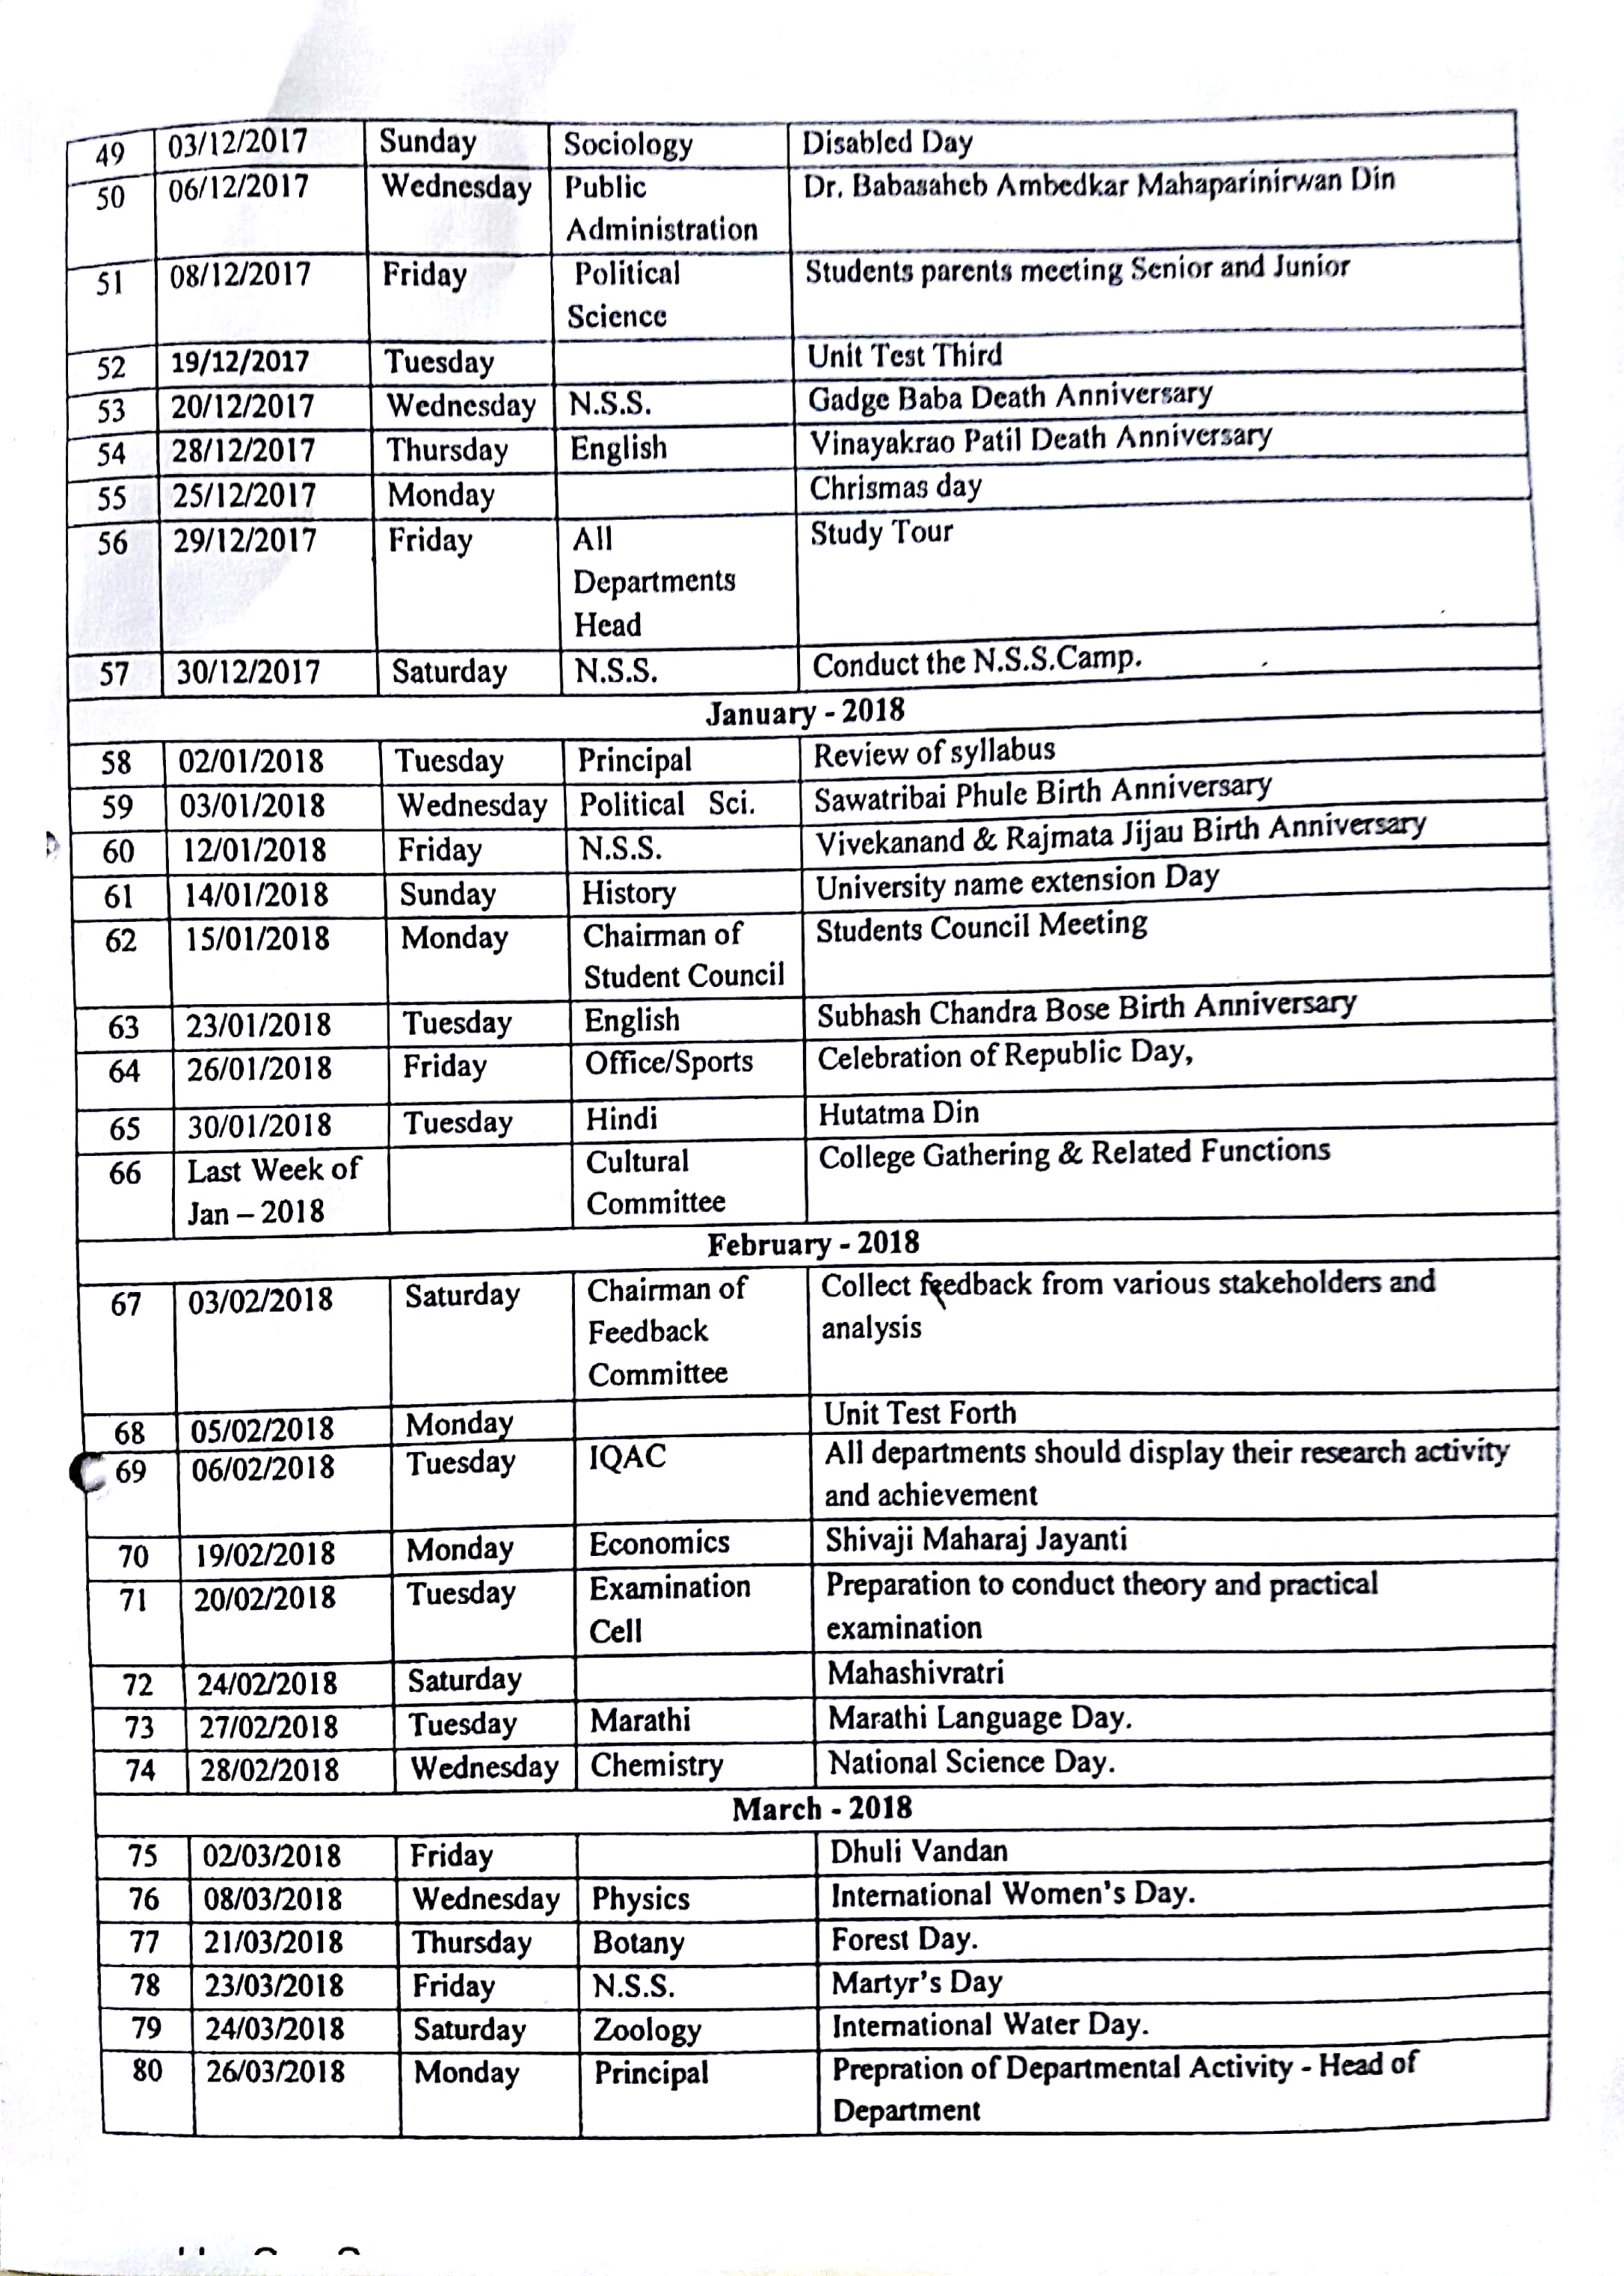 49 03/12/2017 Sunday Sociology Disabled Day
50 06/12/2017 Wednesday Public Dr. Babasaheb Ambedkar Mahaparinirwan Din
Administration
51 08/12/2017 Friday Political Students parents meeting Senior and Junior
Science
52 19/12/2017 Tuesday Unit Test Third
53 20/12/2017 Wednesday N.S.S. Gadge Baba Death Anniversary
54 28/12/2017 Thursday English Vinayakrao Patil Death Anniversary
55 25/12/2017 Monday Chrismas day
56 29/12/2017 Friday All Study Tour
Departments
Head
57 30/12/2017 Saturday N.S.S. Conduct the N.S.S.Camp.
January - 2018
58 02/01/2018 Tuesday Principal Review of syllabus
59 03/01/2018 Wednesday Political Sci. Sawatribai Phule Birth Anniversary
60 12/01/2018 Friday N.S.S. Vivekanand & Rajmata Jijau Birth Anniversary
61 14/01/2018 Sunday History University name extension Day
62 15/01/2018 Monday Chairman of Students Council Meeting
Student Council
63 23/01/2018 Tuesday English Subhash Chandra Bose Birth Anniversary
64 26/01/2018 Friday Office/Sports Celebration of Republic Day,
65 30/01/2018 Tuesday Hindi Hutatma Din
66 Last Week of Cultural College Gathering & Related Functions
Jan – 2018 Committee
February - 2018
67 03/02/2018 Saturday Chairman of Collect feedback from various stakeholders and
Feedback analysis
Committee
68 05/02/2018 Monday Unit Test Forth
69 06/02/2018 Tuesday IQAC All departments should display their research activity
and achievement
70 19/02/2018 Monday Economics Shivaji Maharaj Jayanti
71 20/02/2018 Tuesday Examination Preparation to conduct theory and practical
Cell examination
72 24/02/2018 Saturday Mahashivratri
73 27/02/2018 Tuesday Marathi Marathi Language Day.
74 28/02/2018 Wednesday Chemistry National Science Day.
March - 2018
75 02/03/2018 Friday Dhuli Vandan
76 08/03/2018 Wednesday Physics International Women's Day.
77 21/03/2018 Thursday Botany Forest Day.
78 23/03/2018 Friday N.S.S. Martyr's Day
79 24/03/2018 Saturday Zoology International Water Day.
80 26/03/2018 Monday Principal Prepration of Departmental Activity - Head of
Department